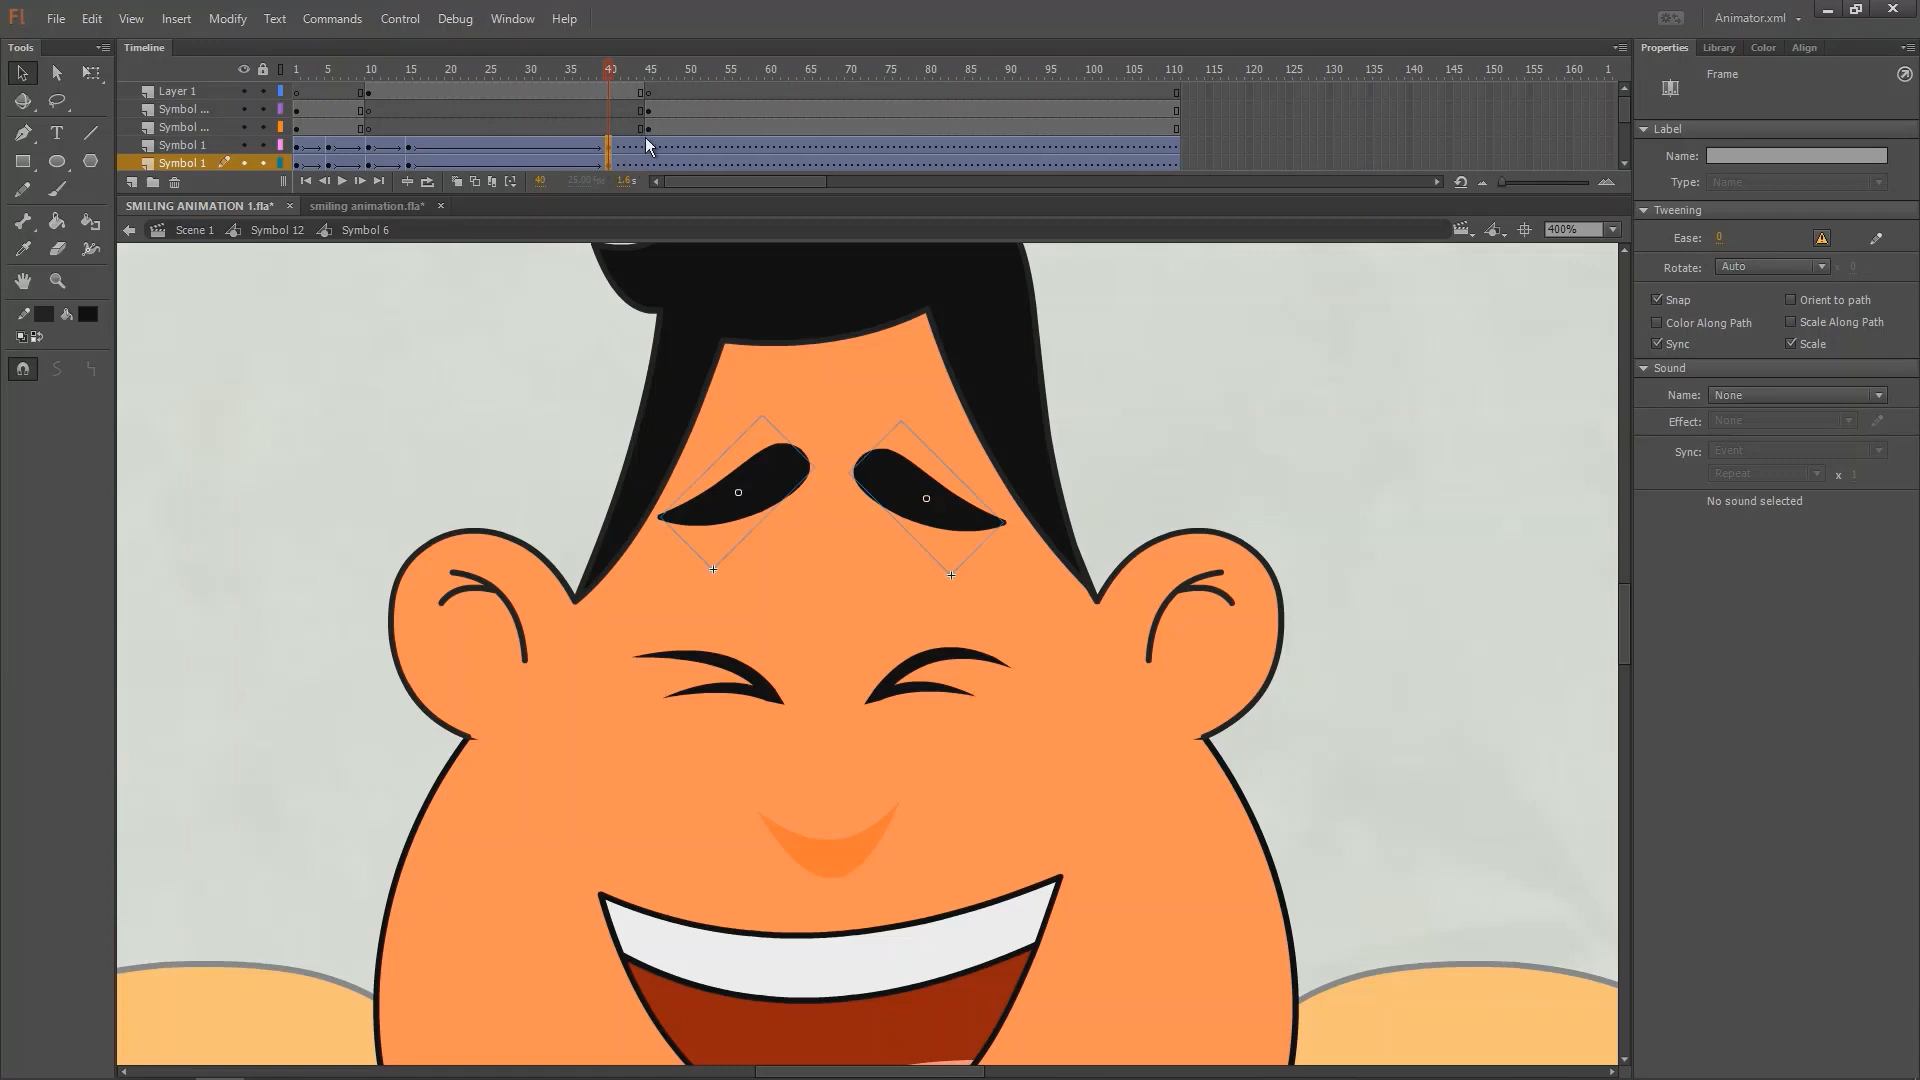 Fl File Edit View Insert Modify Text Commands Control Debug Window Help Animator.xml
Tools Timeline Properties Library Color Align
1 5 10 15 20 25 30 35 40 45 50 55 60 65 70 75 80 85 90 95 100 105 110 115 120 125 130 135 140 145 150 155 160 1
Frame
Layer 1
Symbol ...
Symbol ...
Symbol 1
Symbol 1
40 1.6 s
SMILING ANIMATION 1.fla* × smiling animation.fla* ×
Scene 1 Symbol 12 Symbol 6 400%
Label
Name:
Type: Name
Tweening
Ease: 0
Rotate: Auto x 0
Snap Orient to path
Color Along Path Scale Along Path
Sync Scale
Sound
Name: None
Effect: None
Sync: Event
Repeat x 1
No sound selected
T